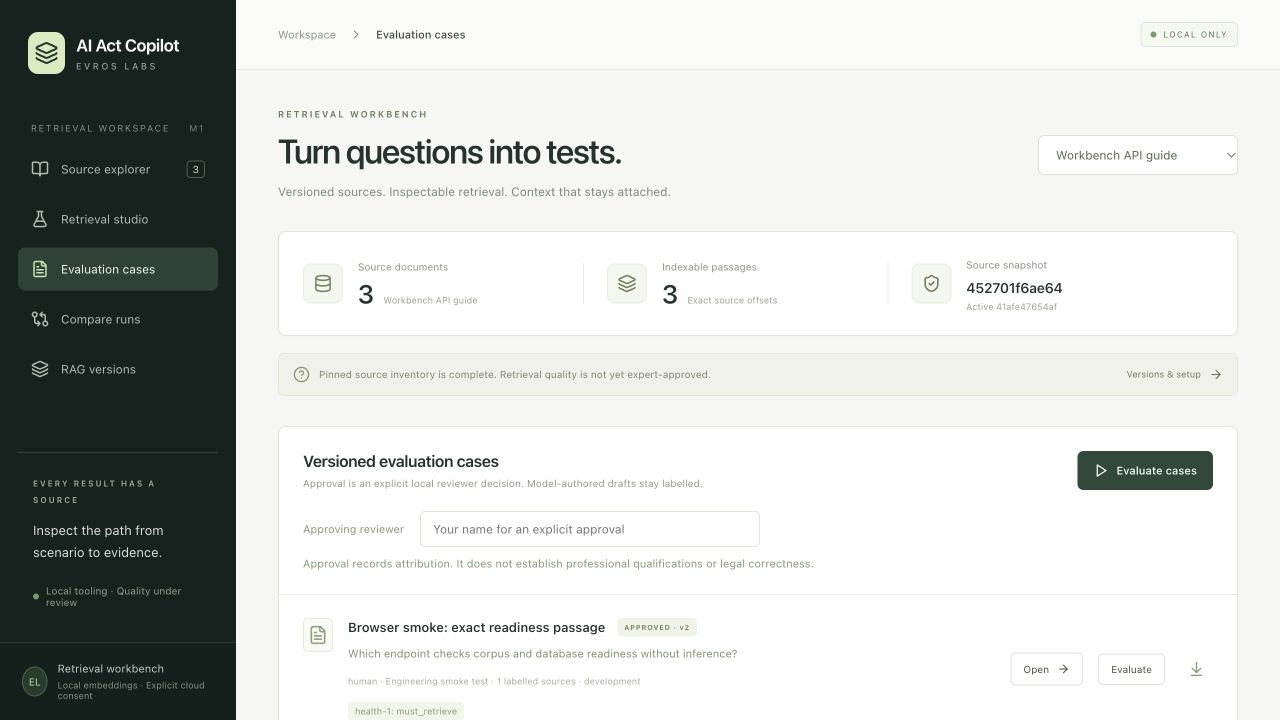 AI Act Copilot
EVROS LABS
RETRIEVAL WORKSPACE M1
Source explorer 3
Retrieval studio
Evaluation cases
Compare runs
RAG versions
EVERY RESULT HAS A
SOURCE
Inspect the path from
scenario to evidence.
Local tooling · Quality under
review
EL
Retrieval workbench
Local embeddings · Explicit cloud
consent
Workspace
Evaluation cases
LOCAL ONLY
RETRIEVAL WORKBENCH
Turn questions into tests.
Versioned sources. Inspectable retrieval. Context that stays attached.
Workbench API guide
Source documents
3 Workbench API guide
Indexable passages
3 Exact source offsets
Source snapshot
452701f6ae64
Active 41afe47654af
Pinned source inventory is complete. Retrieval quality is not yet expert-approved.
Versions & setup
Versioned evaluation cases
Approval is an explicit local reviewer decision. Model-authored drafts stay labelled.
Evaluate cases
Approving reviewer Your name for an explicit approval
Approval records attribution. It does not establish professional qualifications or legal correctness.
Browser smoke: exact readiness passage APPROVED · v2
Which endpoint checks corpus and database readiness without inference?
human · Engineering smoke test · 1 labelled sources · development
health-1: must_retrieve
Open
Evaluate